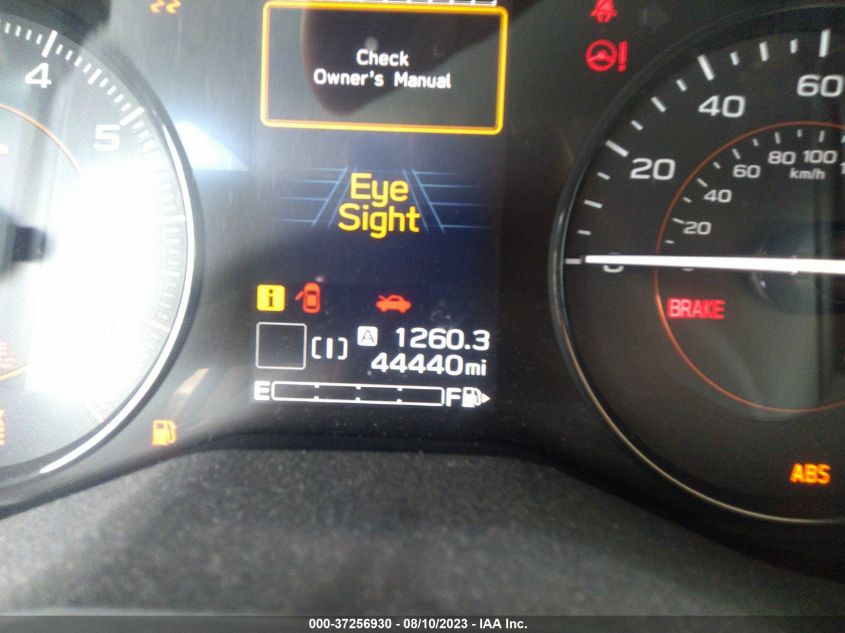 Check
Owner's Manual
4
5
Eye
Sight
A 1260.3
44440mi
E F
0
20
40
60
20
40
60
80
100
km/h
BRAKE
ABS
000-37256930 - 08/10/2023 - IAA Inc.